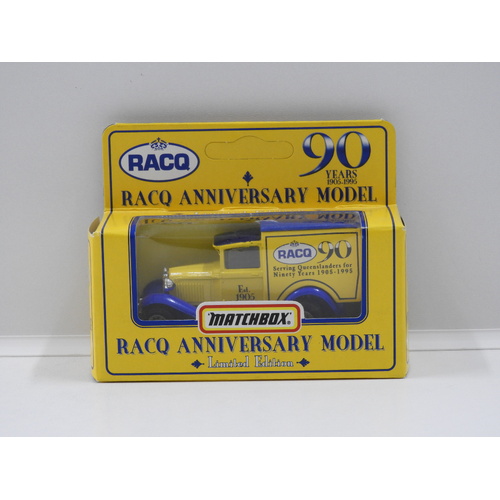 RACQ
90
YEARS
1905-1995
RACQ ANNIVERSARY MODEL
RACQ 90
Serving Queenslanders for
Ninety Years 1905-1995
Est
1905
MATCHBOX
RACQ ANNIVERSARY MODEL
Limited Edition